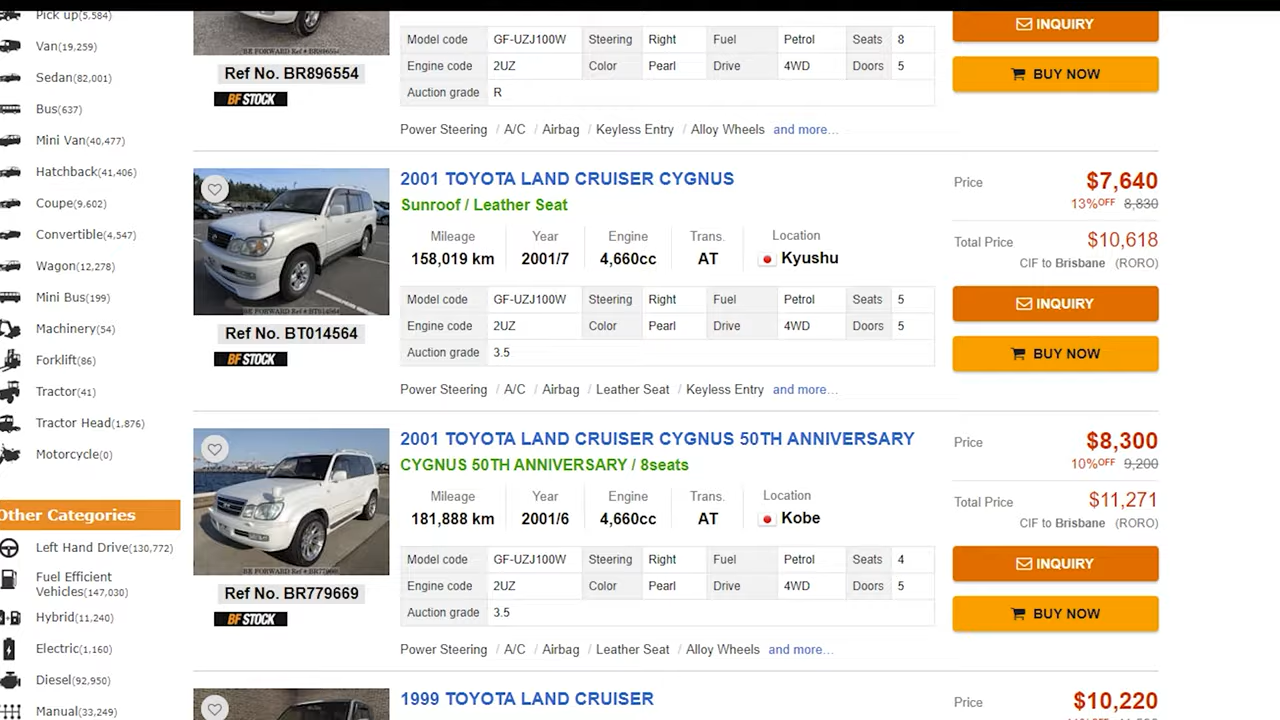 Pick up(5,584)
Van(19,259)
Sedan(82,001)
Bus(637)
Mini Van(40,477)
Hatchback(41,406)
Coupe(9,602)
Convertible(4,547)
Wagon(12,278)
Mini Bus(199)
Machinery(54)
Forklift(86)
Tractor(41)
Tractor Head(1,876)
Motorcycle(0)
Other Categories
Left Hand Drive(130,772)
Fuel Efficient
Vehicles(147,030)
Hybrid(11,240)
Electric(1,160)
Diesel(92,950)
Manual(33,249)
BE FORWARD Ref # BR896554
Ref No. BR896554
BF STOCK
Model code GF-UZJ100W Steering Right Fuel Petrol Seats 8
Engine code 2UZ Color Pearl Drive 4WD Doors 5
Auction grade R
Power Steering / A/C / Airbag / Keyless Entry / Alloy Wheels and more...
INQUIRY
BUY NOW
BE FORWARD Ref # BT014564
Ref No. BT014564
BF STOCK
2001 TOYOTA LAND CRUISER CYGNUS
Sunroof / Leather Seat
Mileage Year Engine Trans. Location
158,019 km 2001/7 4,660cc AT Kyushu
Model code GF-UZJ100W Steering Right Fuel Petrol Seats 5
Engine code 2UZ Color Pearl Drive 4WD Doors 5
Auction grade 3.5
Power Steering / A/C / Airbag / Leather Seat / Keyless Entry and more...
Price $7,640
13%OFF 8,830
Total Price $10,618
CIF to Brisbane (RORO)
INQUIRY
BUY NOW
BE FORWARD Ref # BR779669
Ref No. BR779669
BF STOCK
2001 TOYOTA LAND CRUISER CYGNUS 50TH ANNIVERSARY
CYGNUS 50TH ANNIVERSARY / 8seats
Mileage Year Engine Trans. Location
181,888 km 2001/6 4,660cc AT Kobe
Model code GF-UZJ100W Steering Right Fuel Petrol Seats 4
Engine code 2UZ Color Pearl Drive 4WD Doors 5
Auction grade 3.5
Power Steering / A/C / Airbag / Leather Seat / Alloy Wheels and more...
Price $8,300
10%OFF 9,200
Total Price $11,271
CIF to Brisbane (RORO)
INQUIRY
BUY NOW
1999 TOYOTA LAND CRUISER
Price $10,220